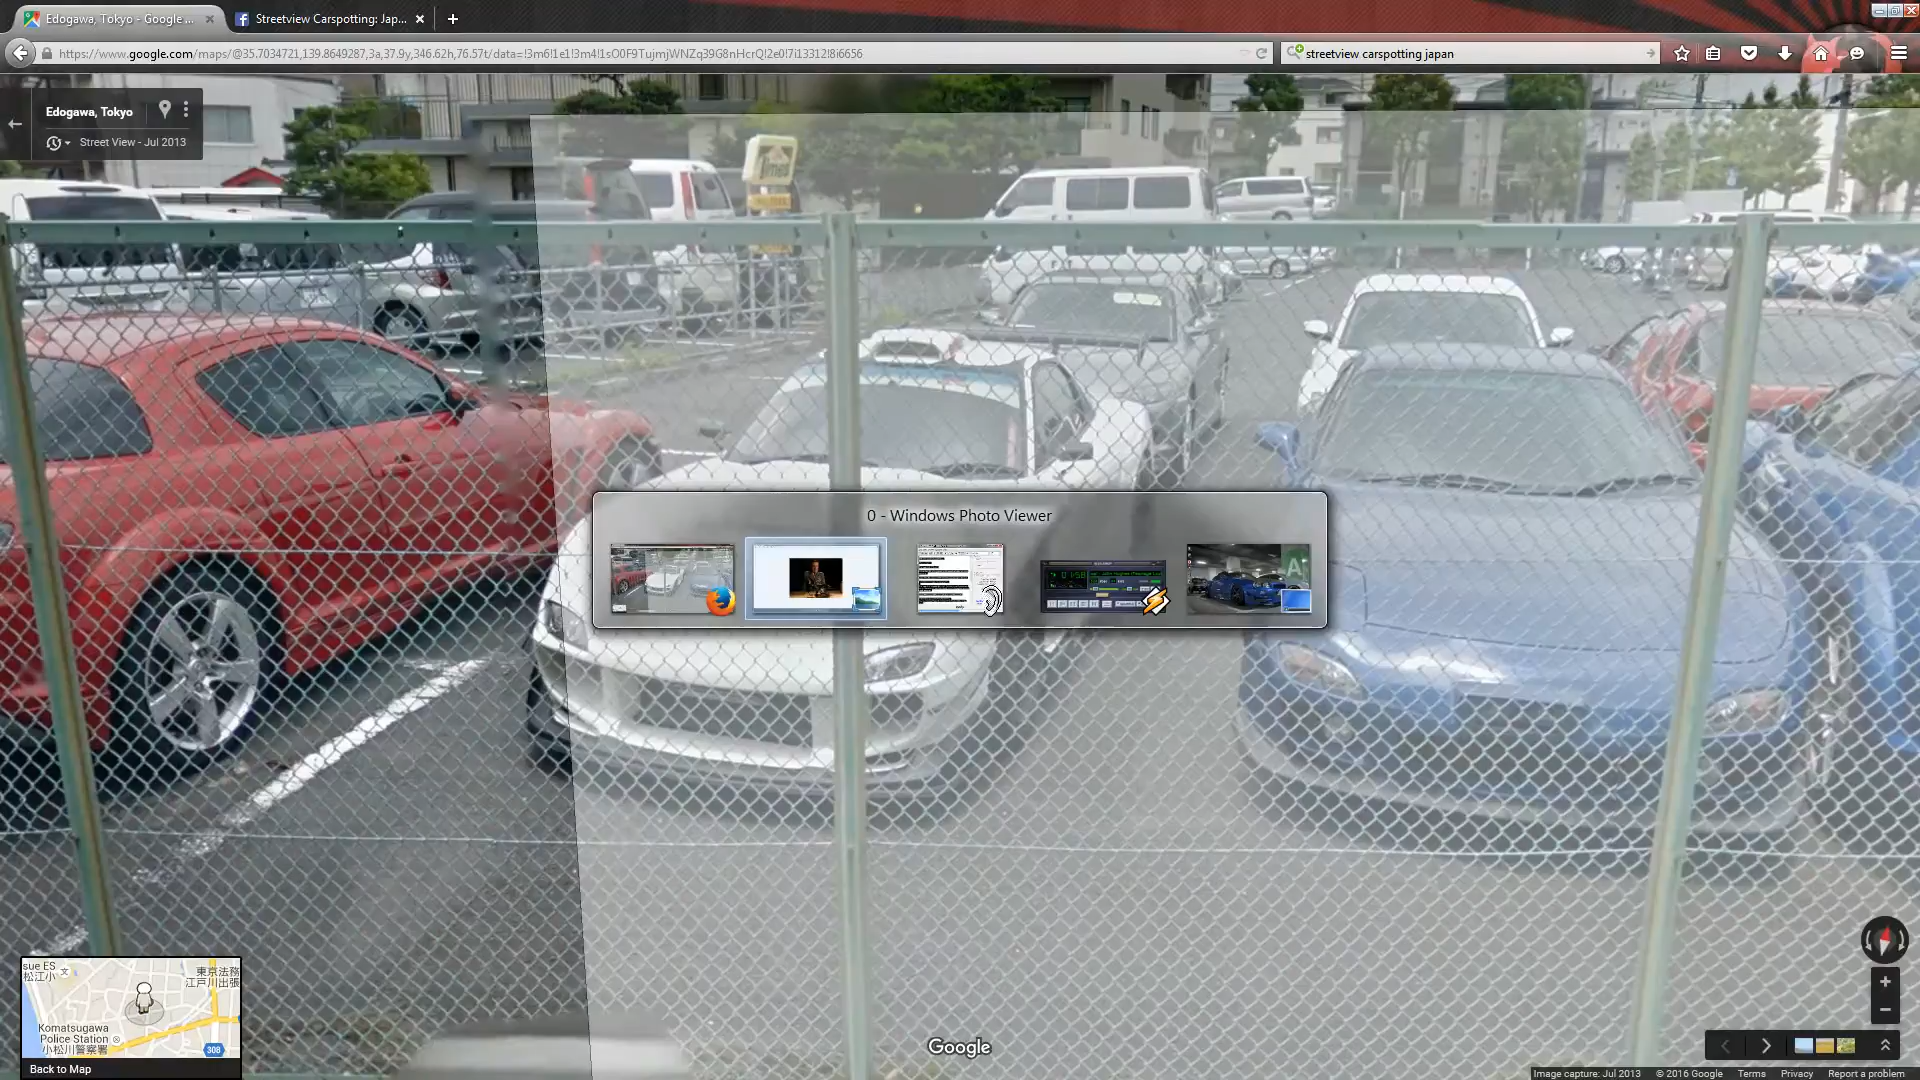 Edogawa, Tokyo - Google ...
Streetview Carspotting: Jap...
https://www.google.com/maps/@35.7034721,139.8649287,3a,37.9y,346.62h,76.57t/data=!3m6!1e1!3m4!1sO0F9TujmjWNZq39G8nHcrQ!2e0!7i13312!8i6656
streetview carspotting japan
Edogawa, Tokyo
Street View - Jul 2013
Times
0 - Windows Photo Viewer
sue ES
松江小
文
東京法務
江戸川出張
Komatsugawa
Police Station
小松川警察署
308
Back to Map
Google
Image capture: Jul 2013
© 2016 Google
Terms
Privacy
Report a problem